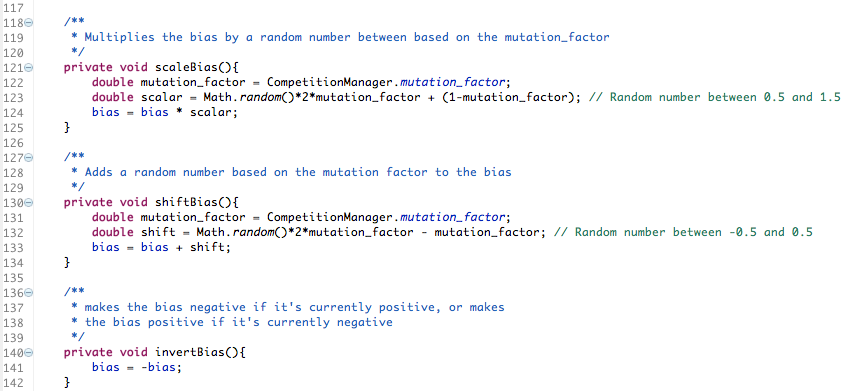 117
118 /**
119 * Multiplies the bias by a random number between based on the mutation_factor
120 */
121 private void scaleBias(){
122 double mutation_factor = CompetitionManager.mutation_factor;
123 double scalar = Math.random()*2*mutation_factor + (1-mutation_factor); // Random number between 0.5 and 1.5
124 bias = bias * scalar;
125 }
126
127 /**
128 * Adds a random number based on the mutation factor to the bias
129 */
130 private void shiftBias(){
131 double mutation_factor = CompetitionManager.mutation_factor;
132 double shift = Math.random()*2*mutation_factor - mutation_factor; // Random number between -0.5 and 0.5
133 bias = bias + shift;
134 }
135
136 /**
137 * makes the bias negative if it's currently positive, or makes
138 * the bias positive if it's currently negative
139 */
140 private void invertBias(){
141 bias = -bias;
142 }